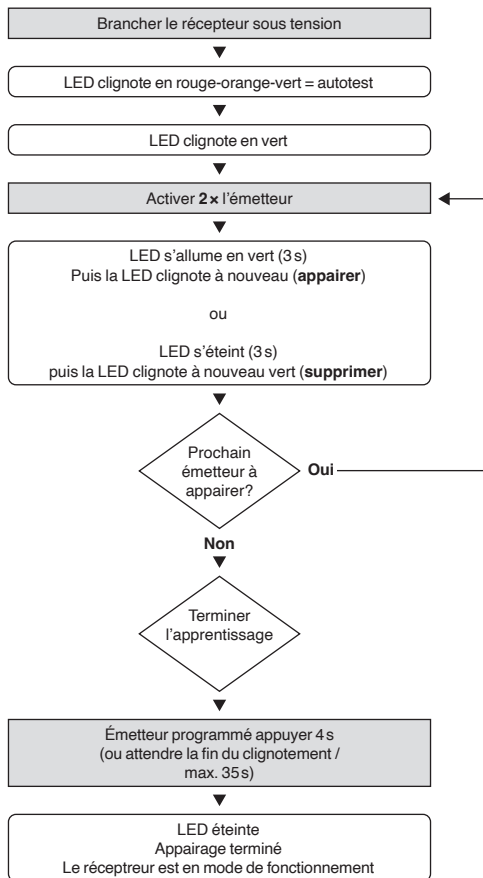 Brancher le récepteur sous tension
LED clignote en rouge-orange-vert = autotest
LED clignote en vert
Activer 2× l'émetteur
LED s'allume en vert (3 s)
Puis la LED clignote à nouveau (appairer)
ou
LED s'éteint (3 s)
puis la LED clignote à nouveau vert (supprimer)
Prochain
émetteur à
appairer?
Oui
Non
Terminer
l'apprentissage
Émetteur programmé appuyer 4 s
(ou attendre la fin du clignotement /
max. 35 s)
LED éteinte
Appairage terminé
Le réceptreur est en mode de fonctionnement